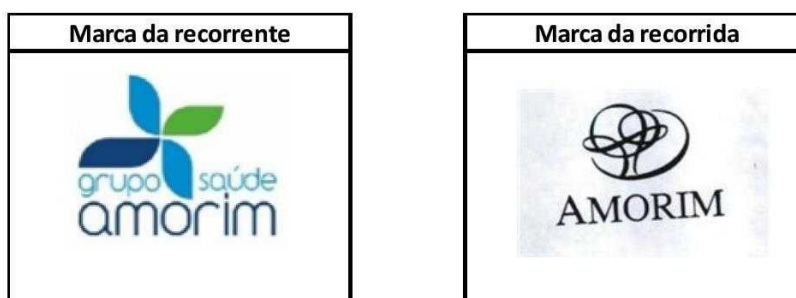 Marca da recorrente
Marca da recorrida
grupo saúde
amorim
AMORIM